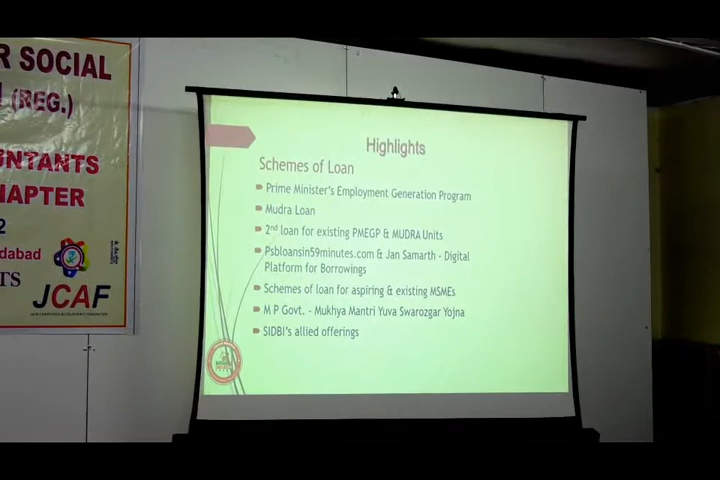 R SOCIAL
(REG.)
UNTANTS
HAPTER
2
dabad
TS
JCAF
Highlights
Schemes of Loan
Prime Minister's Employment Generation Program
Mudra Loan
2nd loan for existing PMEGP & MUDRA Units
Psbloansin59minutes.com & Jan Samarth - Digital
Platform for Borrowings
Schemes of loan for aspiring & existing MSMEs
M P Govt. - Mukhya Mantri Yuva Swarozgar Yojna
SIDBI's allied offerings